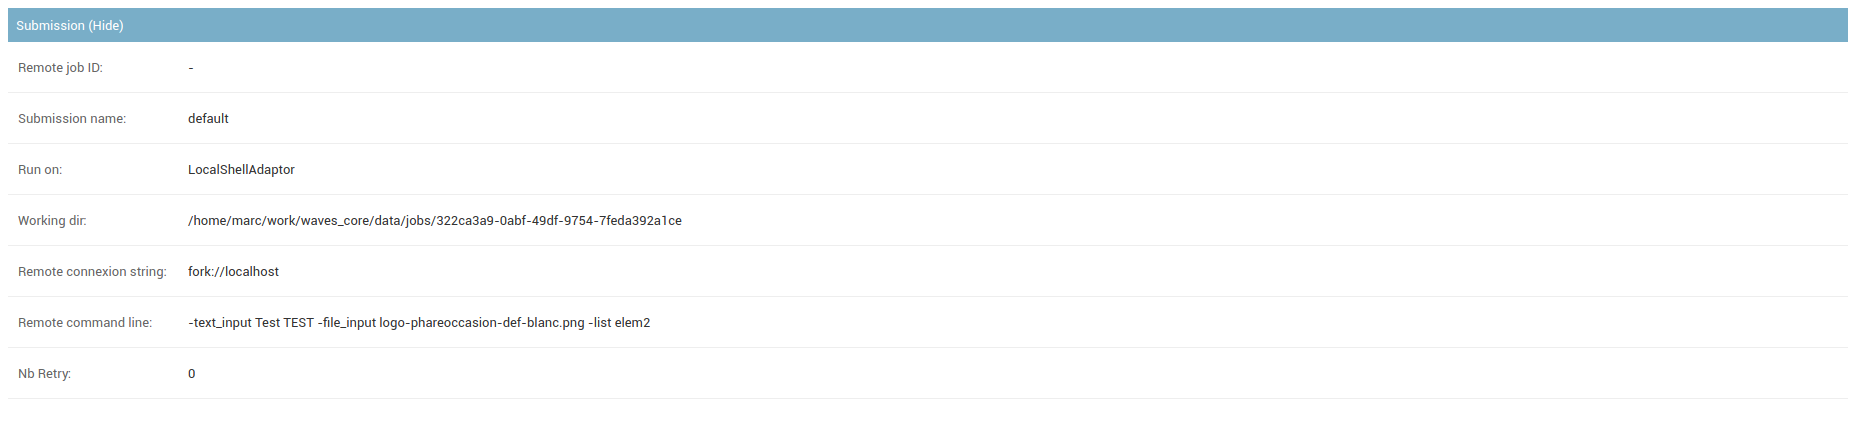 Submission (Hide)
Remote job ID: -
Submission name: default
Run on: LocalShellAdaptor
Working dir: /home/marc/work/waves_core/data/jobs/322ca3a9-0abf-49df-9754-7feda392a1ce
Remote connexion string: fork://localhost
Remote command line: -text_input Test TEST -file_input logo-phareoccasion-def-blanc.png -list elem2
Nb Retry: 0